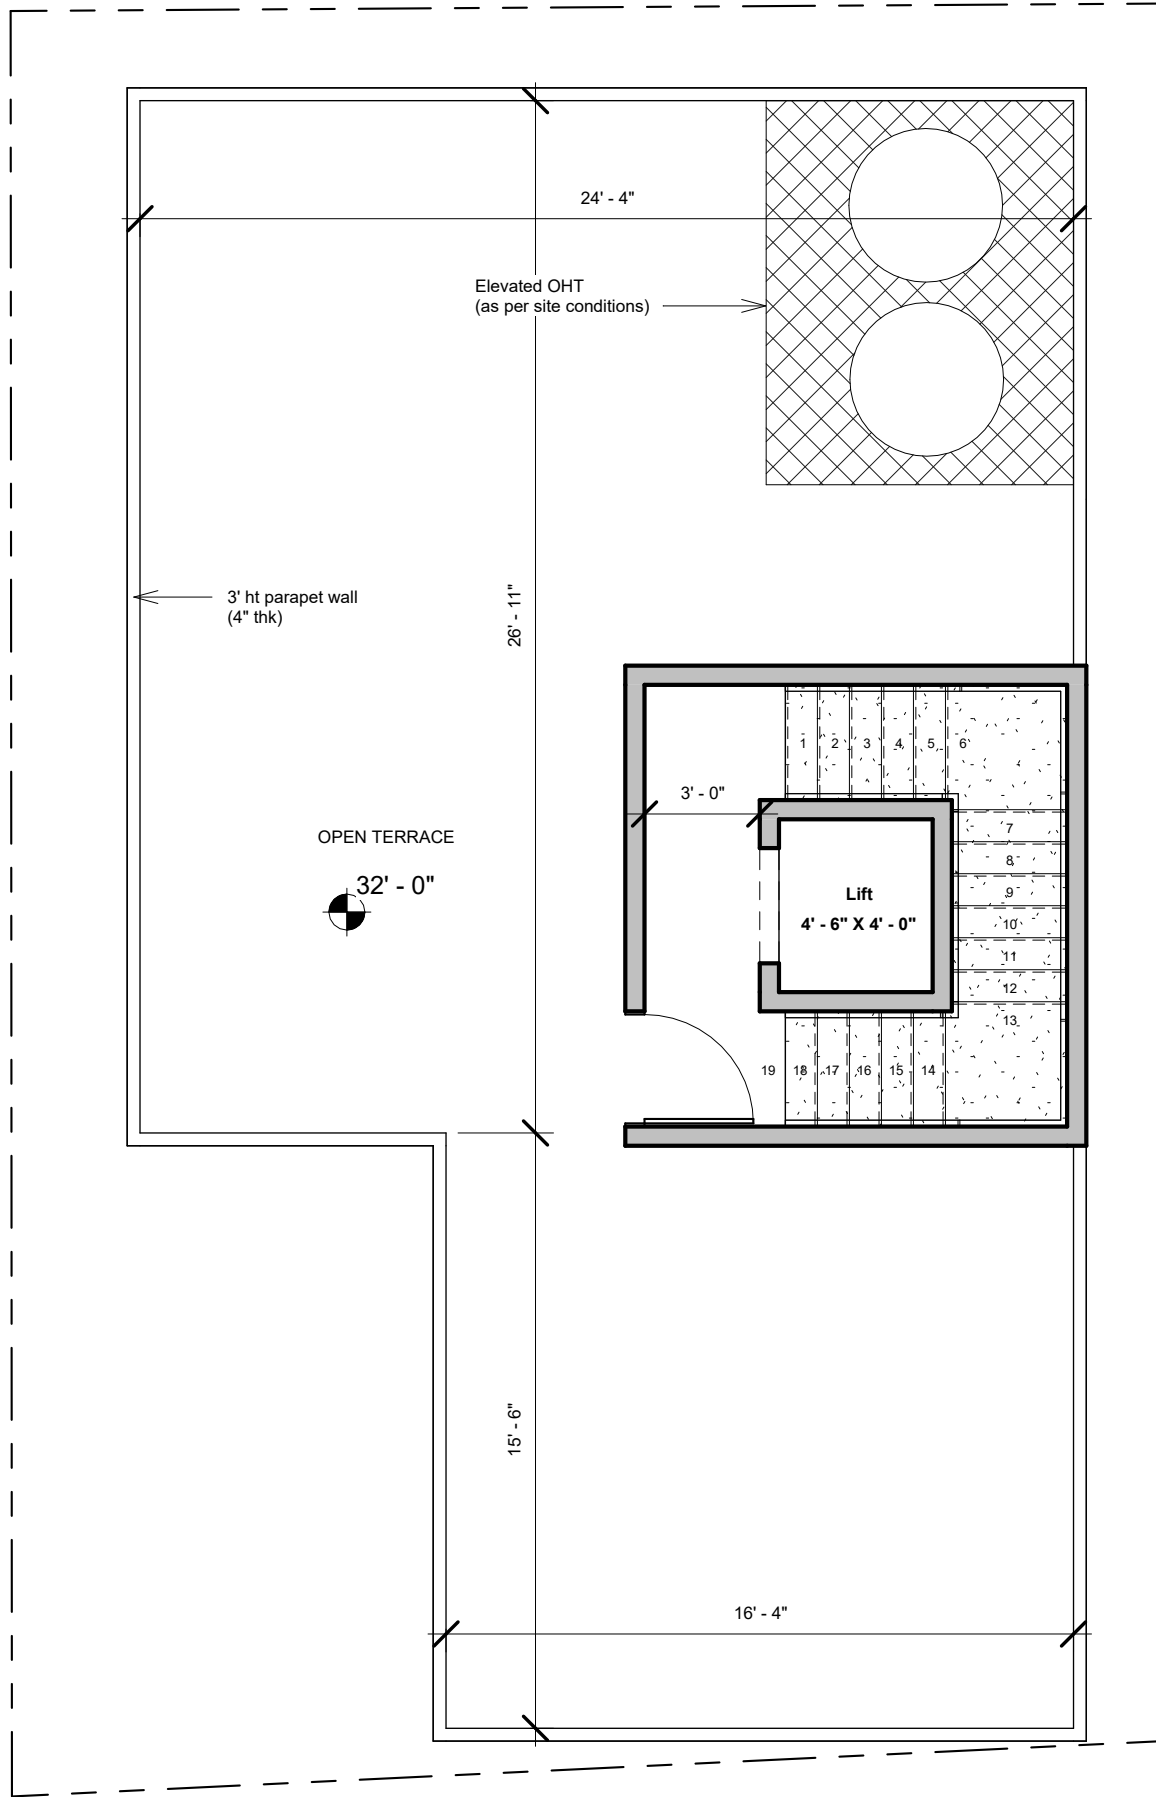 24' - 4"
Elevated OHT
(as per site conditions)
26' - 11"
3' ht parapet wall
(4" thk)
1 2 3 4 5 6
3' - 0"
7
8
9
10
11
12
13
OPEN TERRACE
32' - 0"
Lift
4' - 6" X 4' - 0"
19 18 17 16 15 14
15' - 6"
16' - 4"